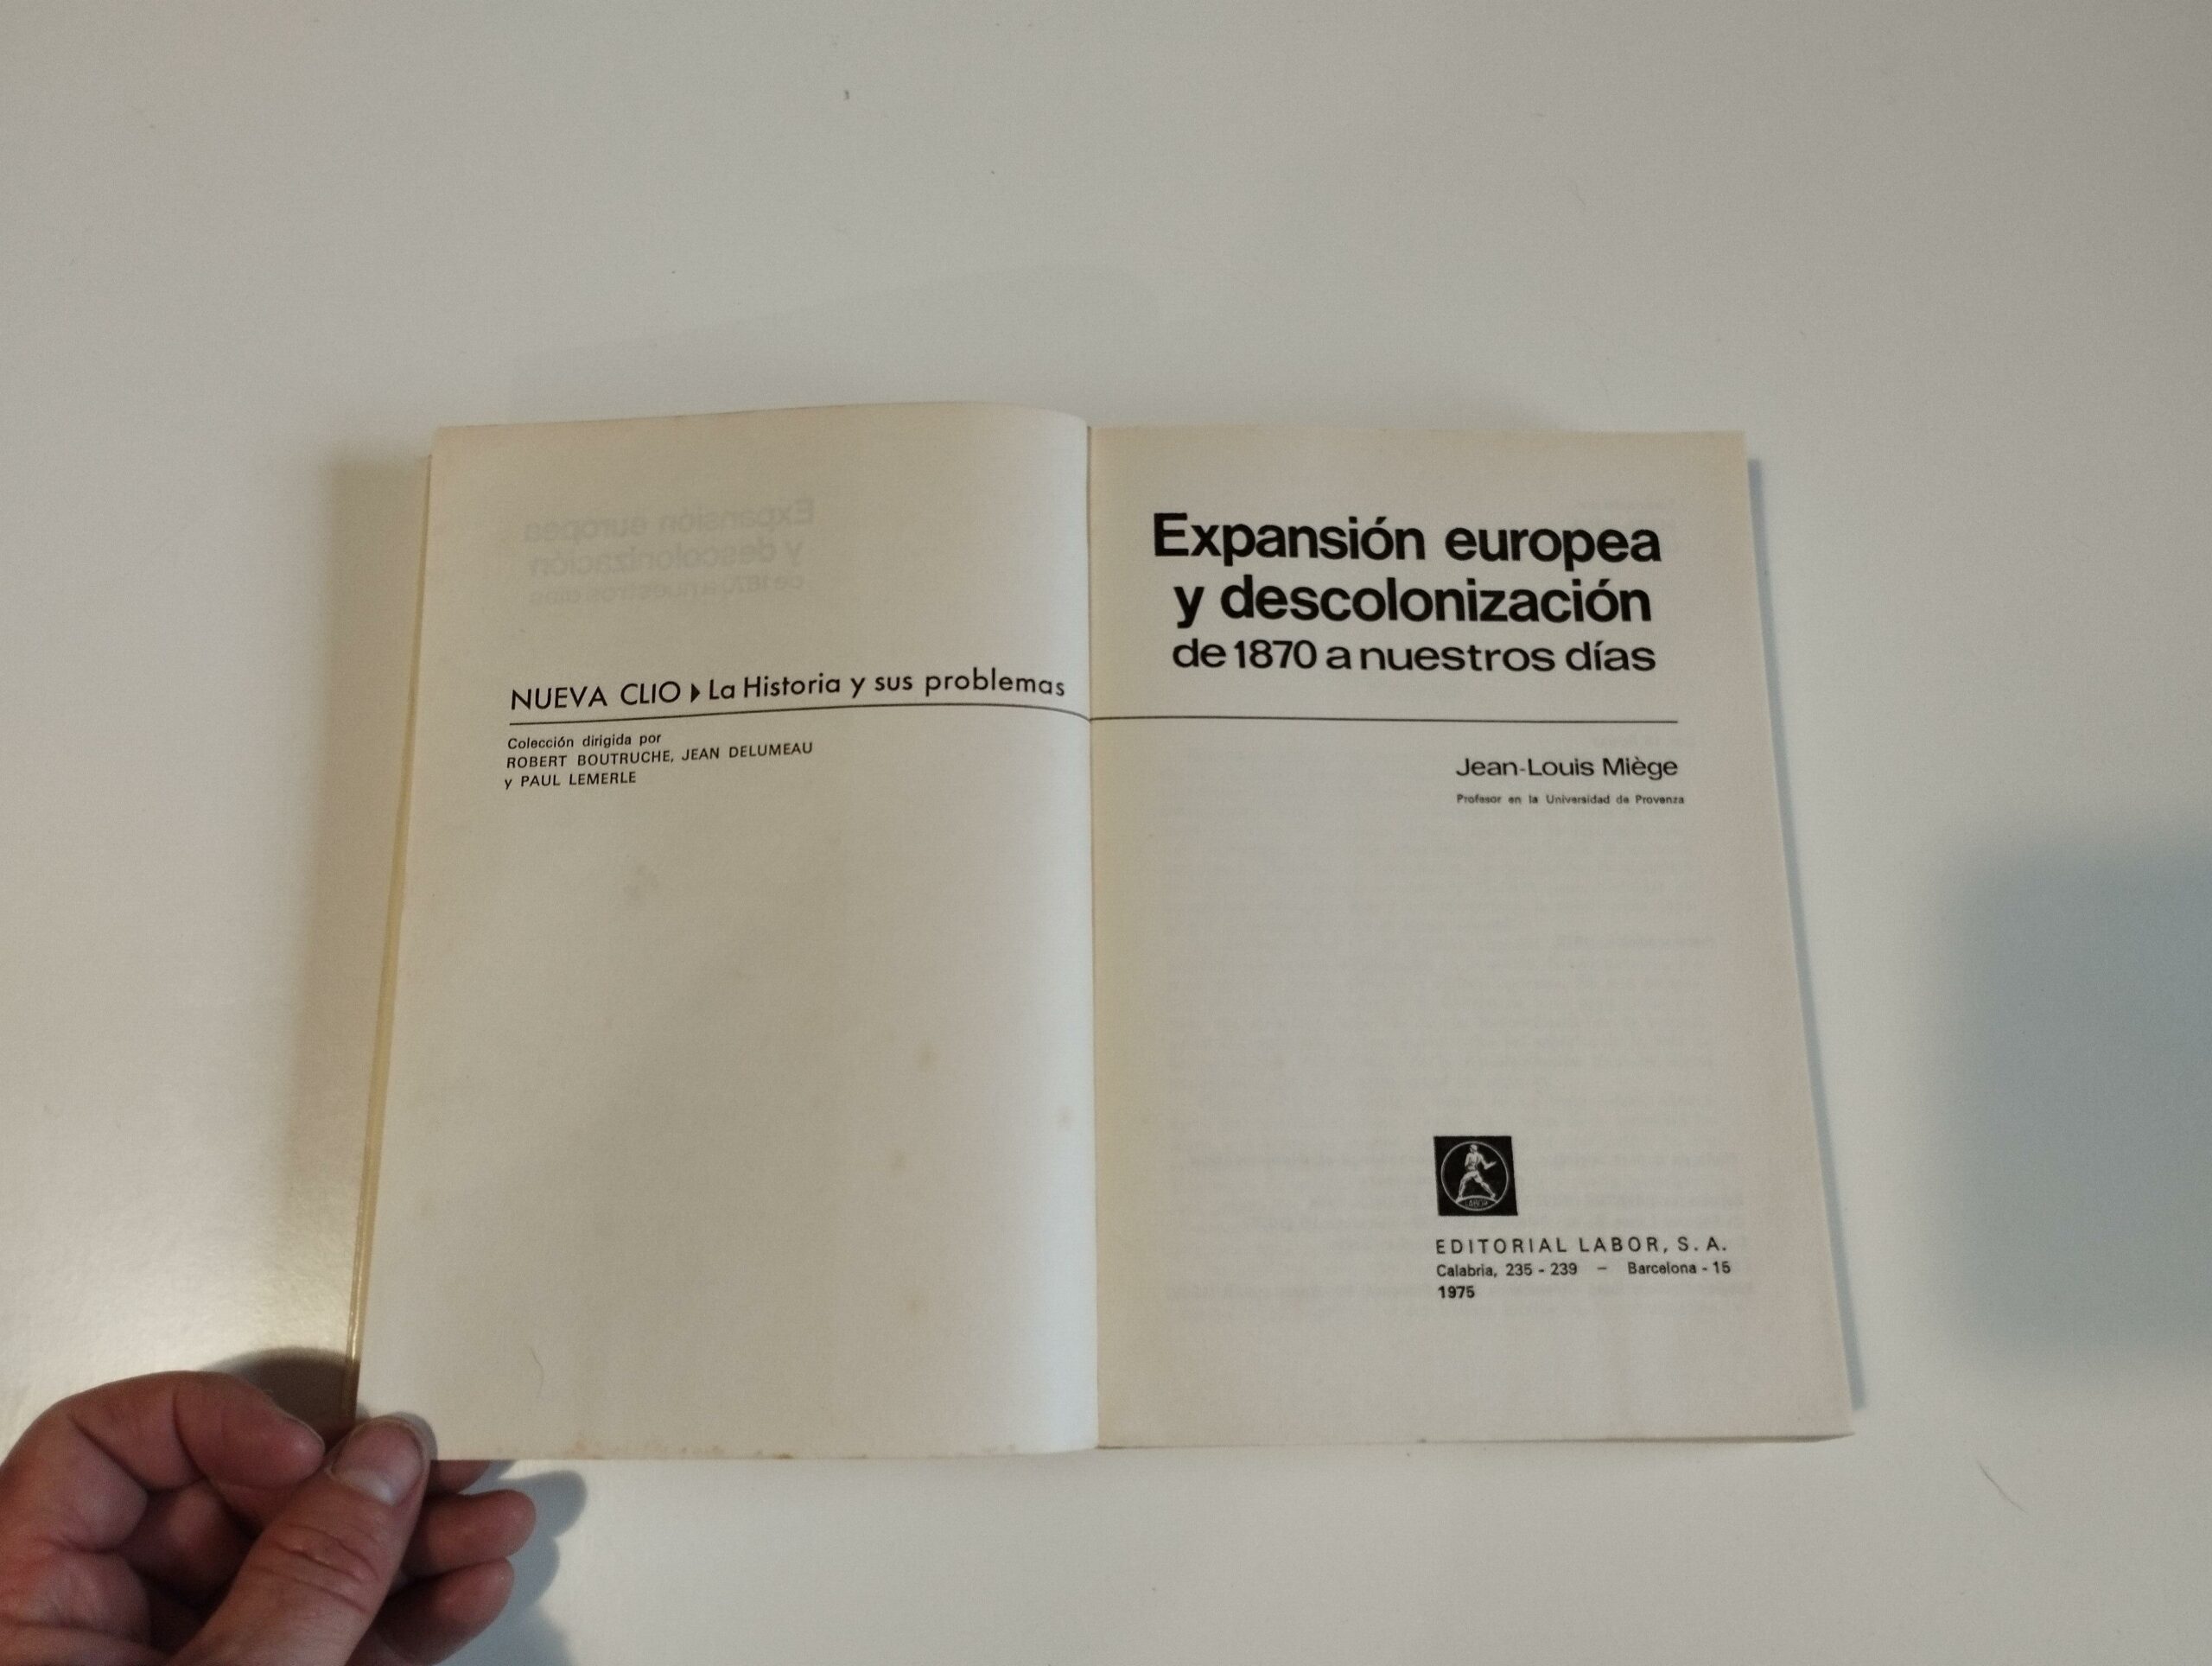 NUEVA CLIO ▶ La Historia y sus problemas
Colección dirigida por
ROBERT BOUTRUCHE, JEAN DELUMEAU
y PAUL LEMERLE
Expansión europea
y descolonización
de 1870 a nuestros días
Jean-Louis Miège
Profesor en la Universidad de Provenza
LABOR
EDITORIAL LABOR, S. A.
Calabria, 235 - 239 – Barcelona - 15
1975